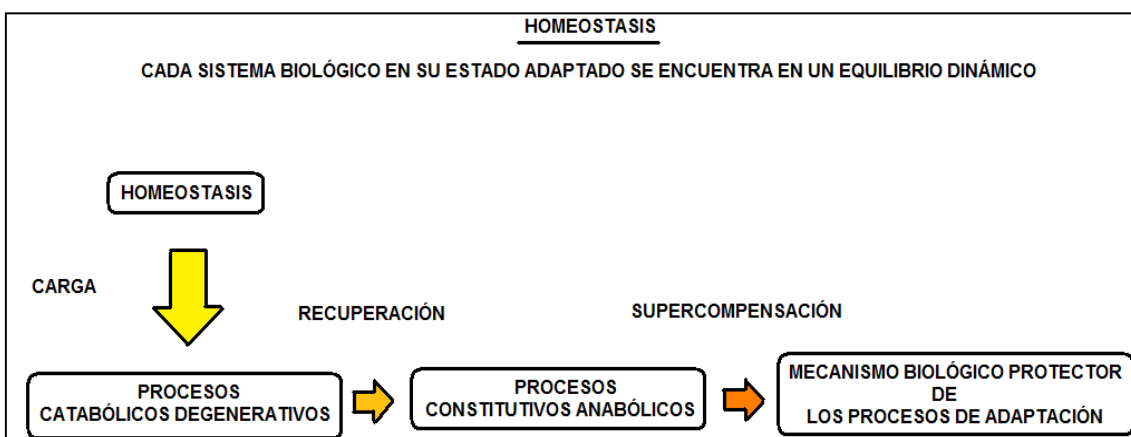 HOMEOSTASIS
CADA SISTEMA BIOLÓGICO EN SU ESTADO ADAPTADO SE ENCUENTRA EN UN EQUILIBRIO DINÁMICO
HOMEOSTASIS
CARGA
RECUPERACIÓN
SUPERCOMPENSACIÓN
PROCESOS
CATABÓLICOS DEGENERATIVOS
PROCESOS
CONSTITUTIVOS ANABÓLICOS
MECANISMO BIOLÓGICO PROTECTOR
DE
LOS PROCESOS DE ADAPTACIÓN